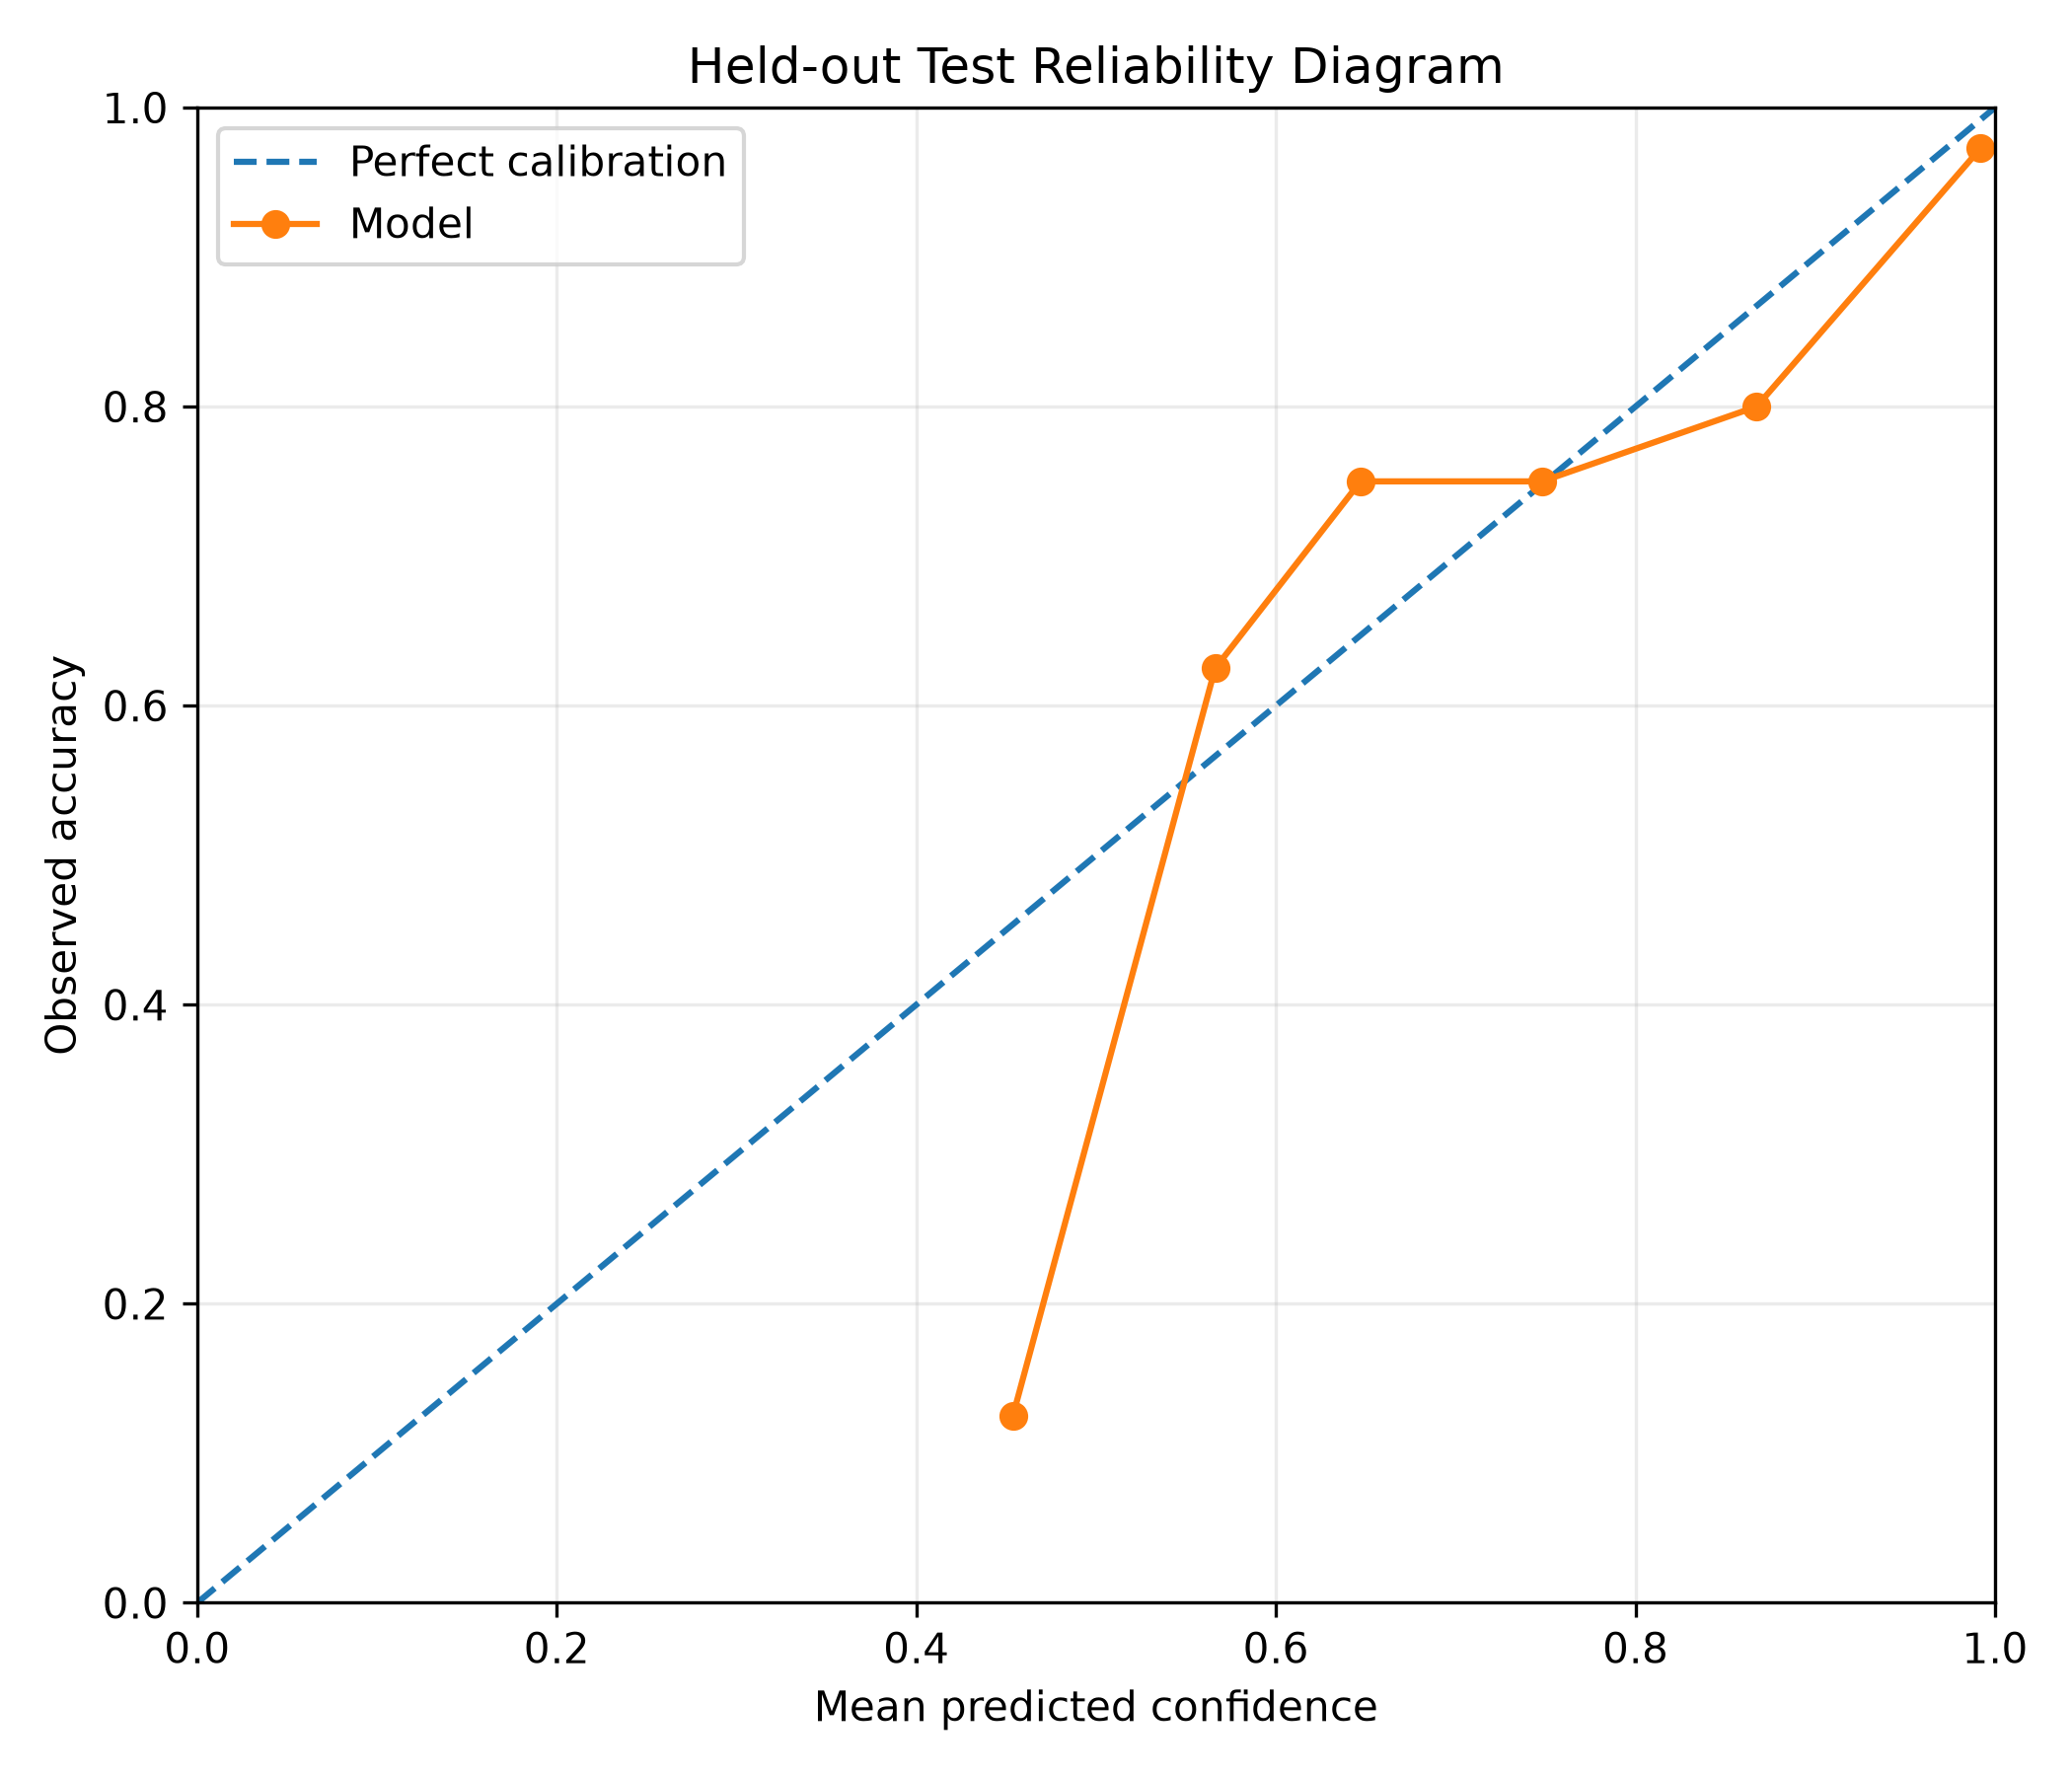 Held-out Test Reliability Diagram
Perfect calibration
Model
Observed accuracy
1.0
0.8
0.6
0.4
0.2
0.0
0.0 0.2 0.4 0.6 0.8 1.0
Mean predicted confidence